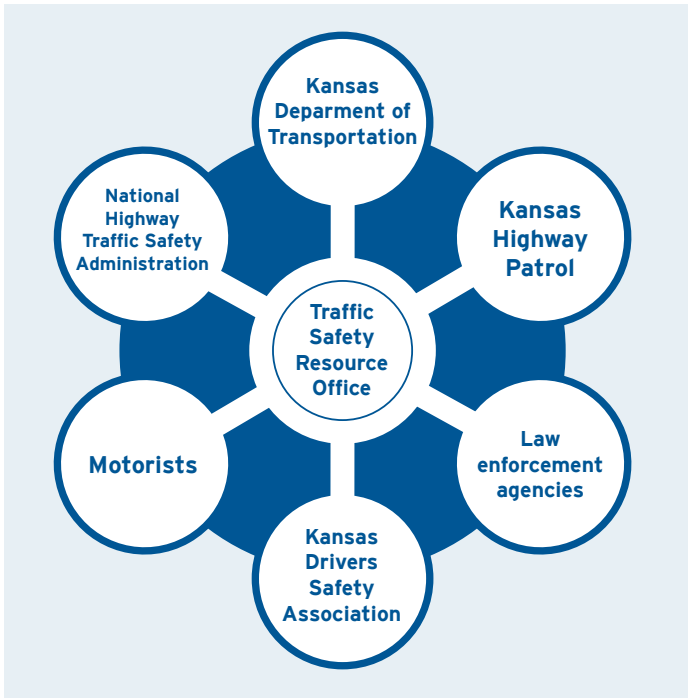 Kansas
Deparment of
Transportation
National
Highway
Traffic Safety
Administration
Kansas
Highway
Patrol
Traffic
Safety
Resource
Office
Motorists
Law
enforcement
agencies
Kansas
Drivers
Safety
Association